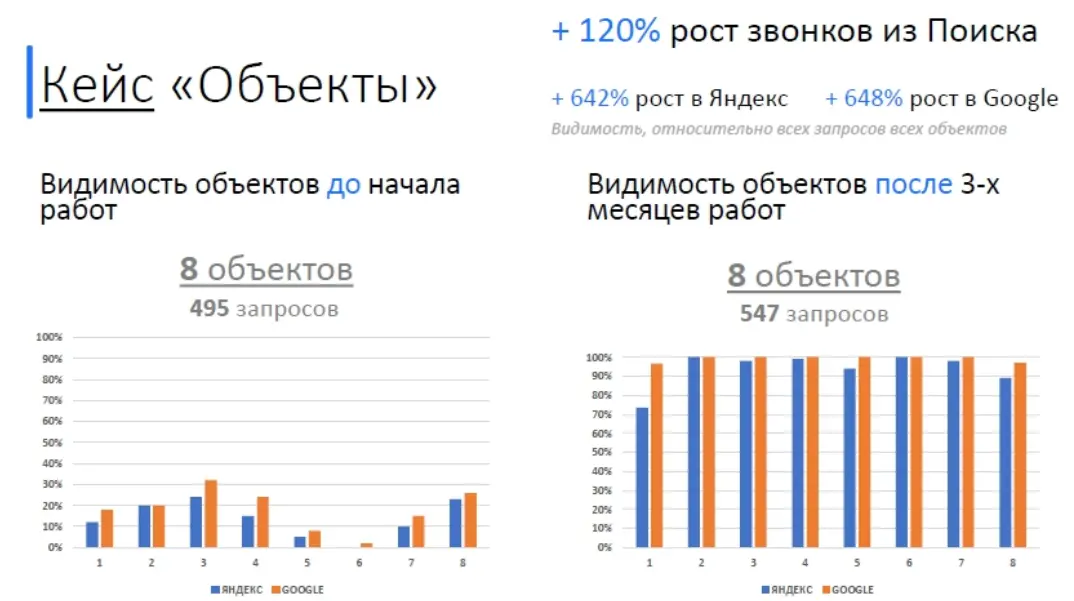 Кейс «Объекты»
+ 120% рост звонков из Поиска
+ 642% рост в Яндекс
+ 648% рост в Google
Видимость, относительно всех запросов всех объектов
Видимость объектов до начала
работ
8 объектов
495 запросов
100%
90%
80%
70%
60%
50%
40%
30%
20%
10%
0%
1 2 3 4 5 6 7 8
ЯНДЕКС GOOGLE
Видимость объектов после 3-х
месяцев работ
8 объектов
547 запросов
100%
90%
80%
70%
60%
50%
40%
30%
20%
10%
0%
1 2 3 4 5 6 7 8
ЯНДЕКС GOOGLE